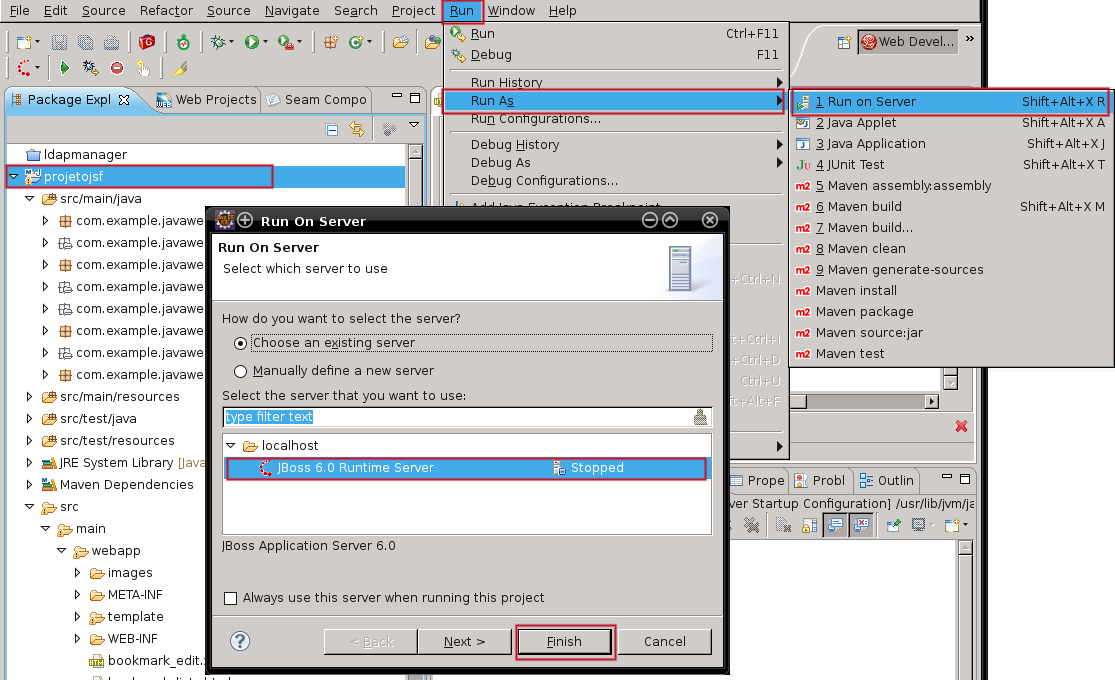 File Edit Source Refactor Source Navigate Search Project Run Window Help
Run Ctrl+F11
Debug F11
Run History
Run As
Run Configurations...
Debug History
Debug As
Debug Configurations...
Web Devel...
»
1 Run on Server Shift+Alt+X R
2 Java Applet Shift+Alt+X A
3 Java Application Shift+Alt+X J
4 JUnit Test Shift+Alt+X T
5 Maven assembly:assembly
6 Maven build Shift+Alt+X M
7 Maven build...
8 Maven clean
9 Maven generate-sources
Maven install
Maven package
Maven source:jar
Maven test
Package Expl Web Projects Seam Compo
ldapmanager
projetojsf
src/main/java
com.example.javawe
com.example.javawe
com.example.javawe
com.example.javawe
com.example.javawe
com.example.javawe
com.example.javawe
com.example.javawe
src/main/resources
src/test/java
src/test/resources
JRE System Library [Java
Maven Dependencies
src
main
webapp
images
META-INF
template
WEB-INF
bookmark_edit.
Run On Server
Run On Server
Select which server to use
How do you want to select the server?
Choose an existing server
Manually define a new server
Select the server that you want to use:
type filter text
localhost
JBoss 6.0 Runtime Server Stopped
JBoss Application Server 6.0
Always use this server when running this project
< Back Next > Finish Cancel
+Ctrl+N
ft+Ctrl+I
+Ctrl+D
Ctrl+U
ft+Alt+F
Prope Probl Outlin
ver Startup Configuration] /usr/lib/jvm/ja